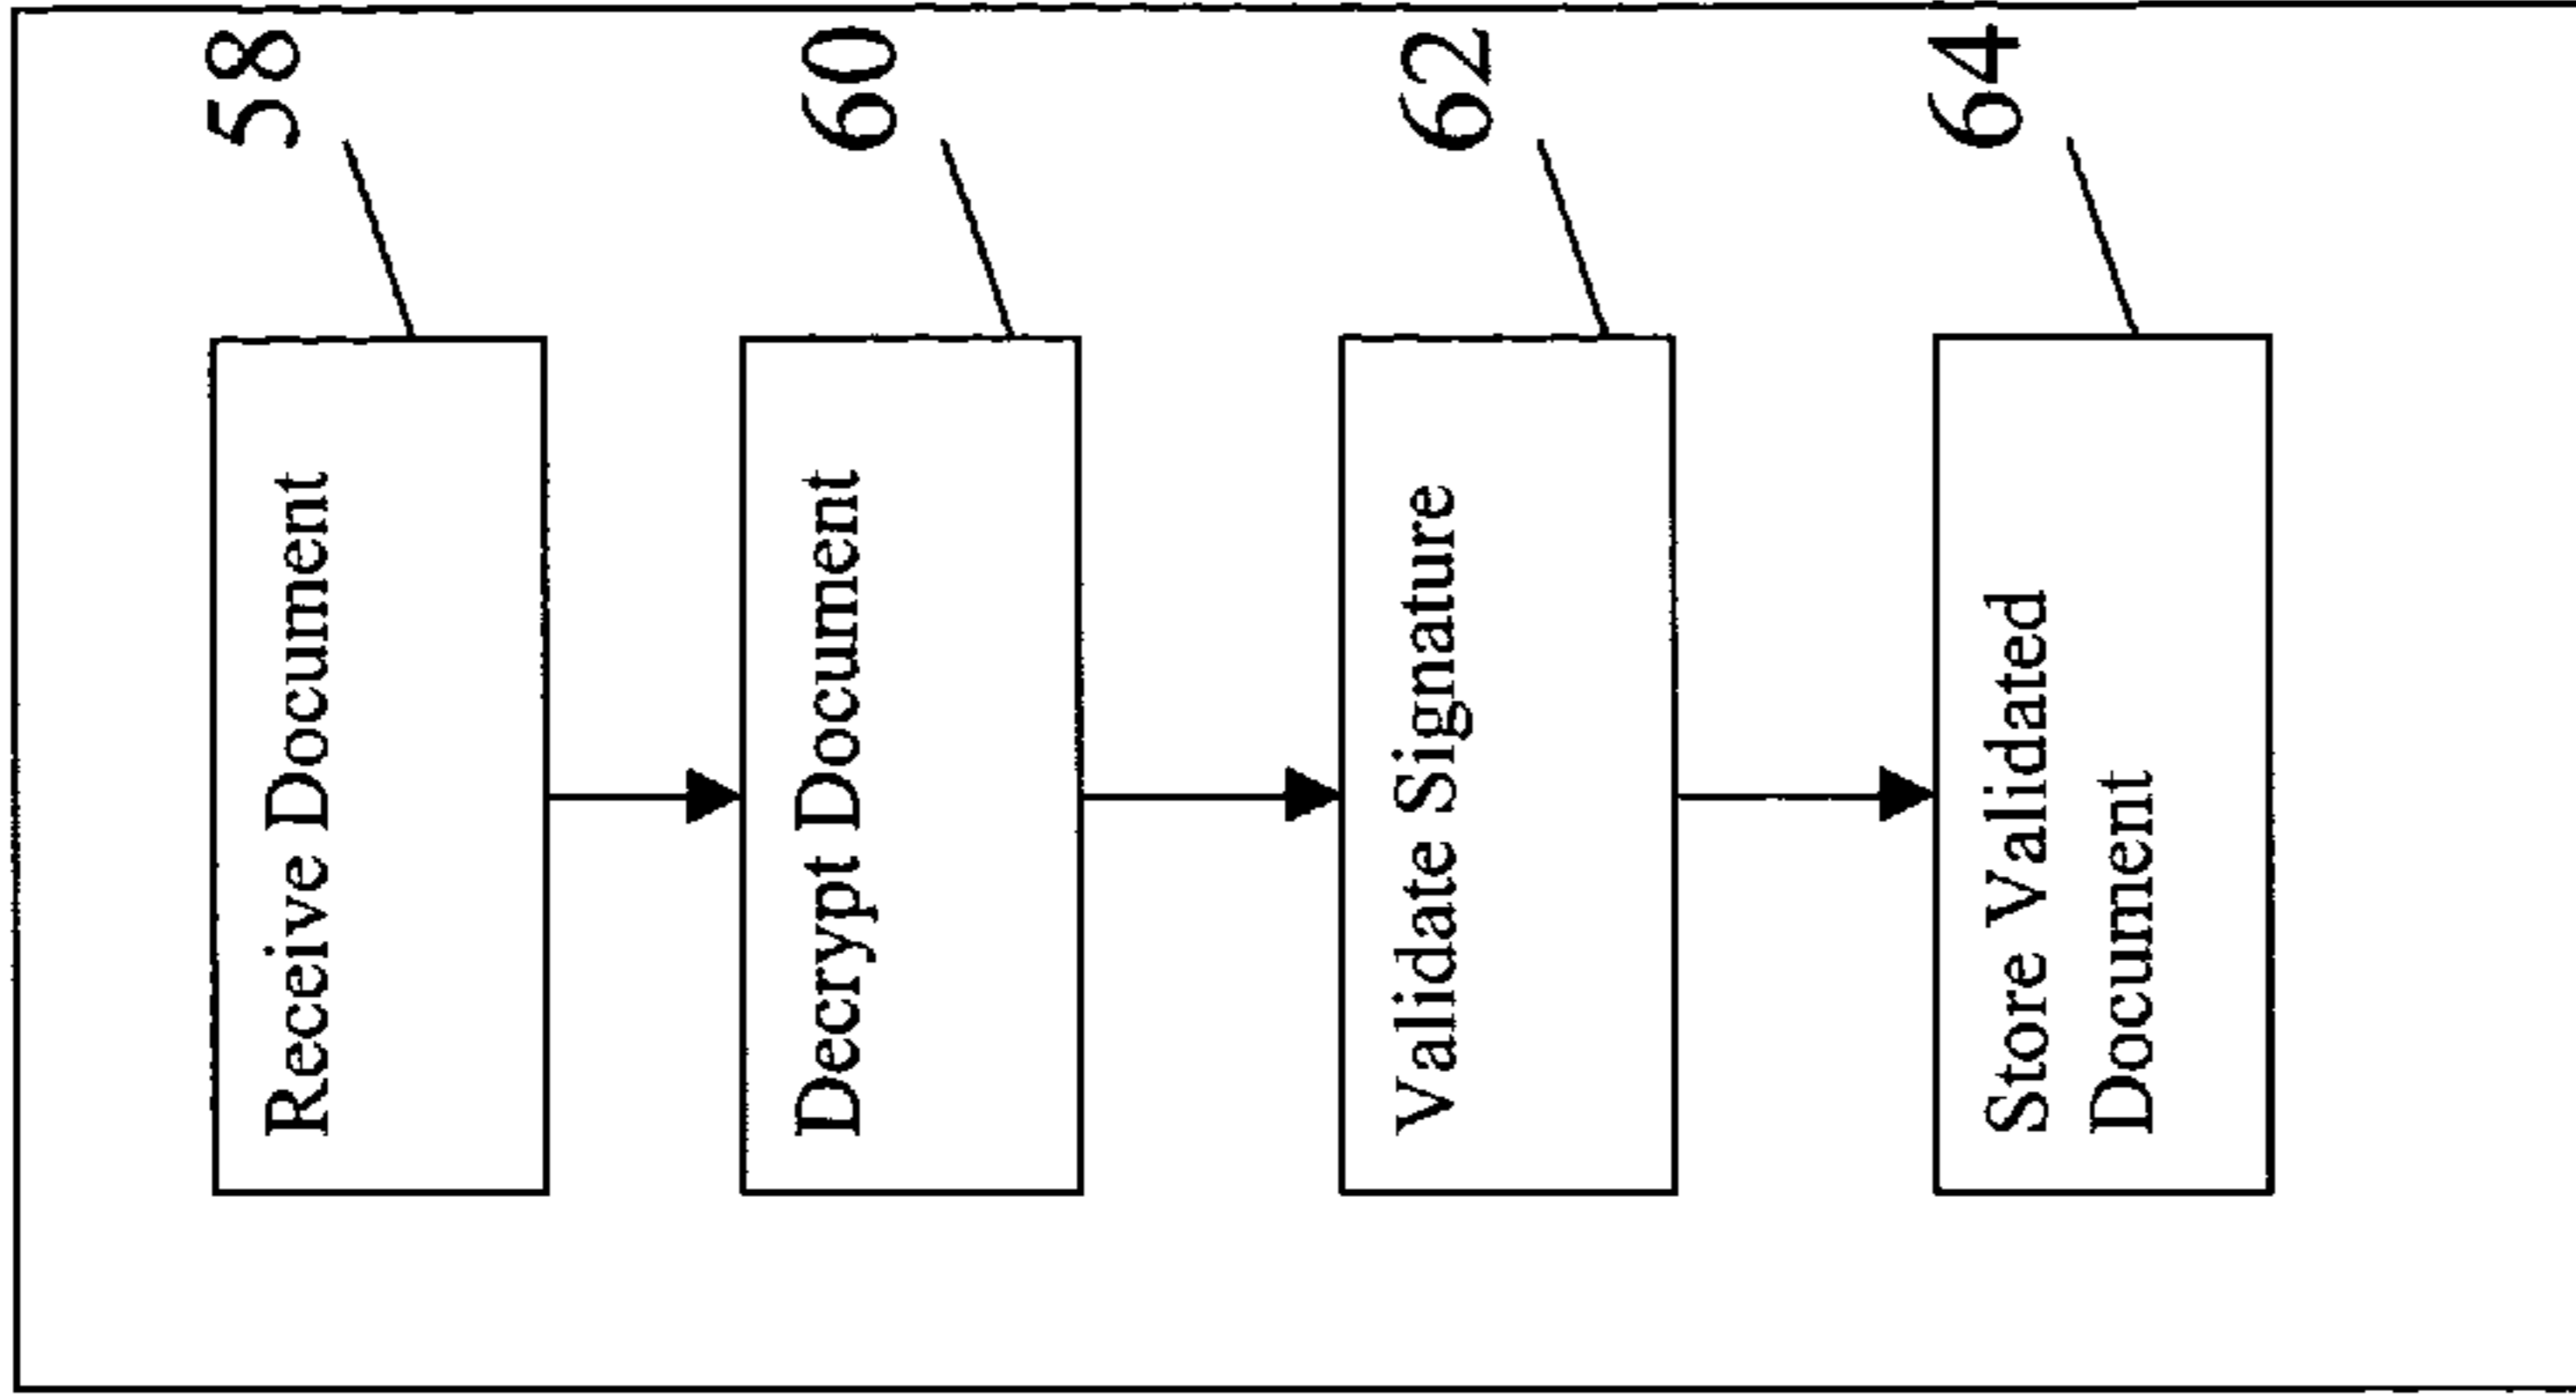 58
Receive Document
60
Decrypt Document
62
Validate Signature
64
Store Validated
Document